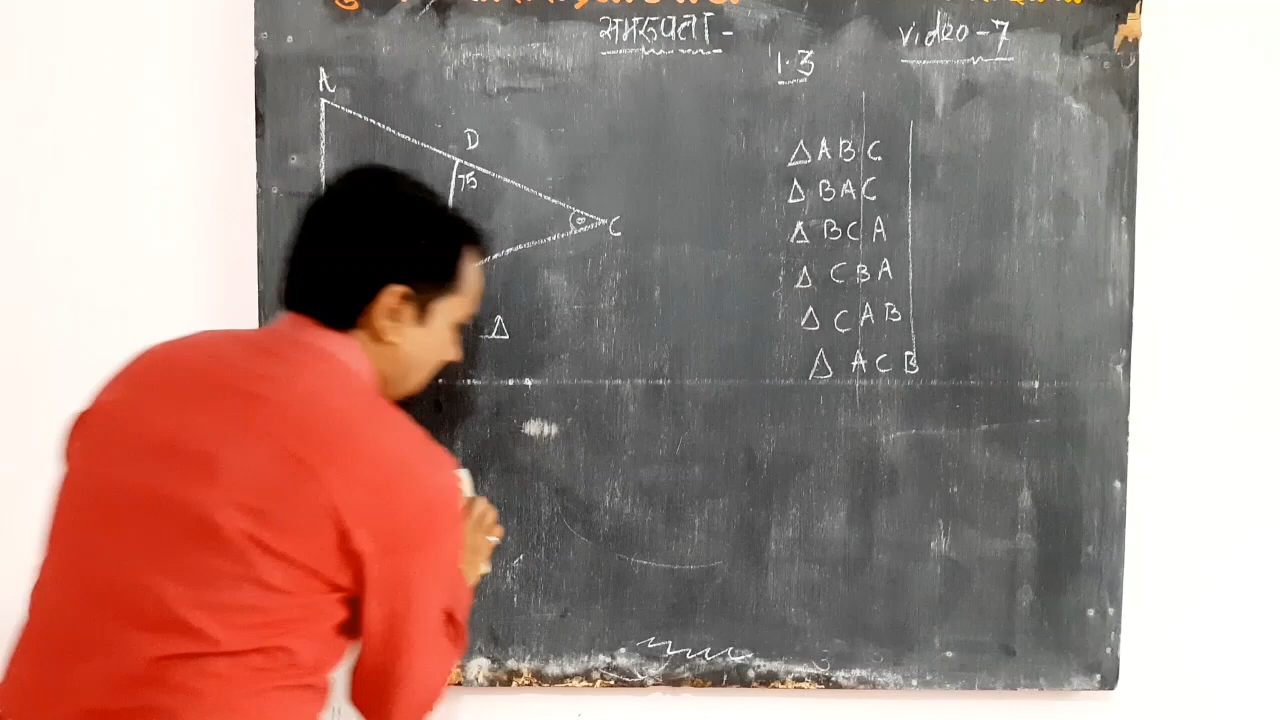 समरुपता -
video-7
1.3
A
D
75
C
Δ
Δ A B C
Δ B A C
Δ B C A
Δ C B A
Δ C A B
Δ A C B